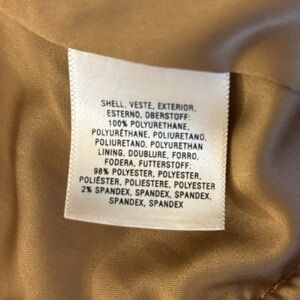 SHELL, VESTE, EXTERIOR,
ESTERNO, OBERSTOFF:
100% POLYURETHANE,
POLYURÉTHANE, POLIURETANO,
POLIURETANO, POLYURETHAN
LINING, DOUBLURE, FORRO,
FODERA, FUTTERSTOFF:
98% POLYESTER, POLYESTER,
POLIÉSTER, POLIESTERE, POLYESTER
2% SPANDEX, SPANDEX, SPANDEX,
SPANDEX, SPANDEX